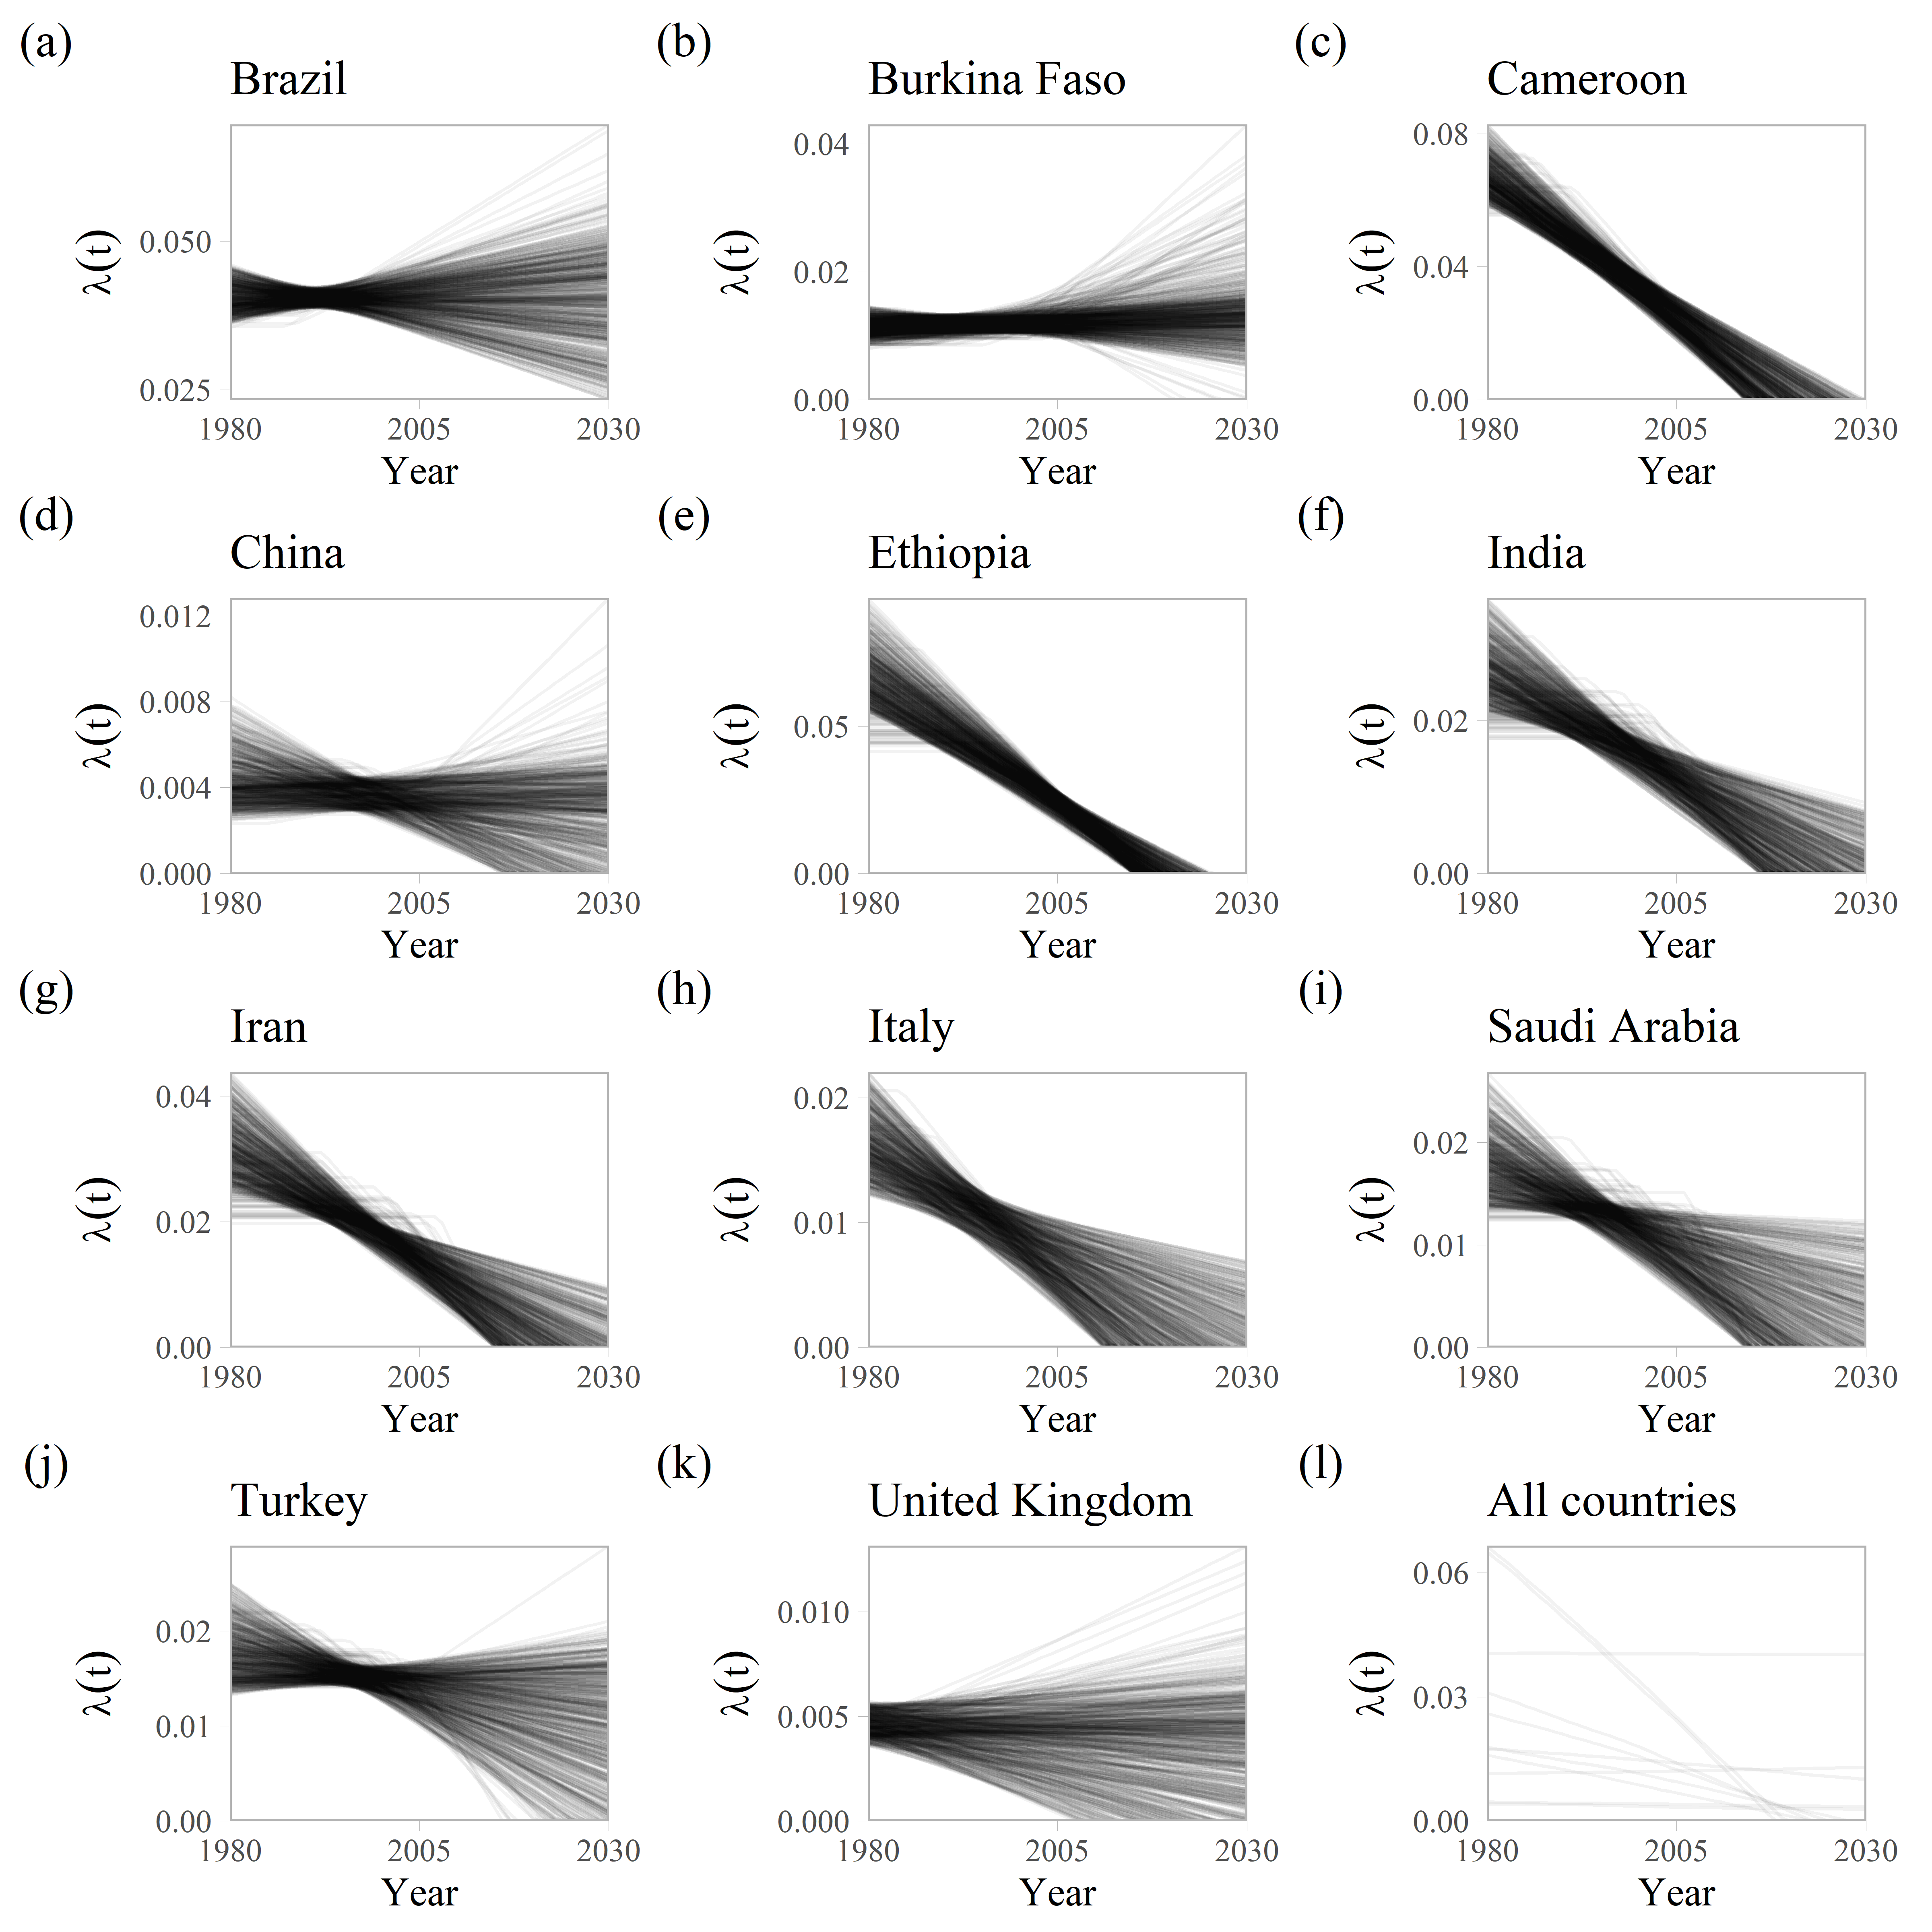 (a)
Brazil
λ(t)
0.050
0.025
1980 2005 2030
Year
(b)
Burkina Faso
λ(t)
0.04
0.02
0.00
1980 2005 2030
Year
(c)
Cameroon
λ(t)
0.08
0.04
0.00
1980 2005 2030
Year
(d)
China
λ(t)
0.012
0.008
0.004
0.000
1980 2005 2030
Year
(e)
Ethiopia
λ(t)
0.05
0.00
1980 2005 2030
Year
(f)
India
λ(t)
0.02
0.00
1980 2005 2030
Year
(g)
Iran
λ(t)
0.04
0.02
0.00
1980 2005 2030
Year
(h)
Italy
λ(t)
0.02
0.01
0.00
1980 2005 2030
Year
(i)
Saudi Arabia
λ(t)
0.02
0.01
0.00
1980 2005 2030
Year
(j)
Turkey
λ(t)
0.02
0.01
0.00
1980 2005 2030
Year
(k)
United Kingdom
λ(t)
0.010
0.005
0.000
1980 2005 2030
Year
(l)
All countries
λ(t)
0.06
0.03
0.00
1980 2005 2030
Year